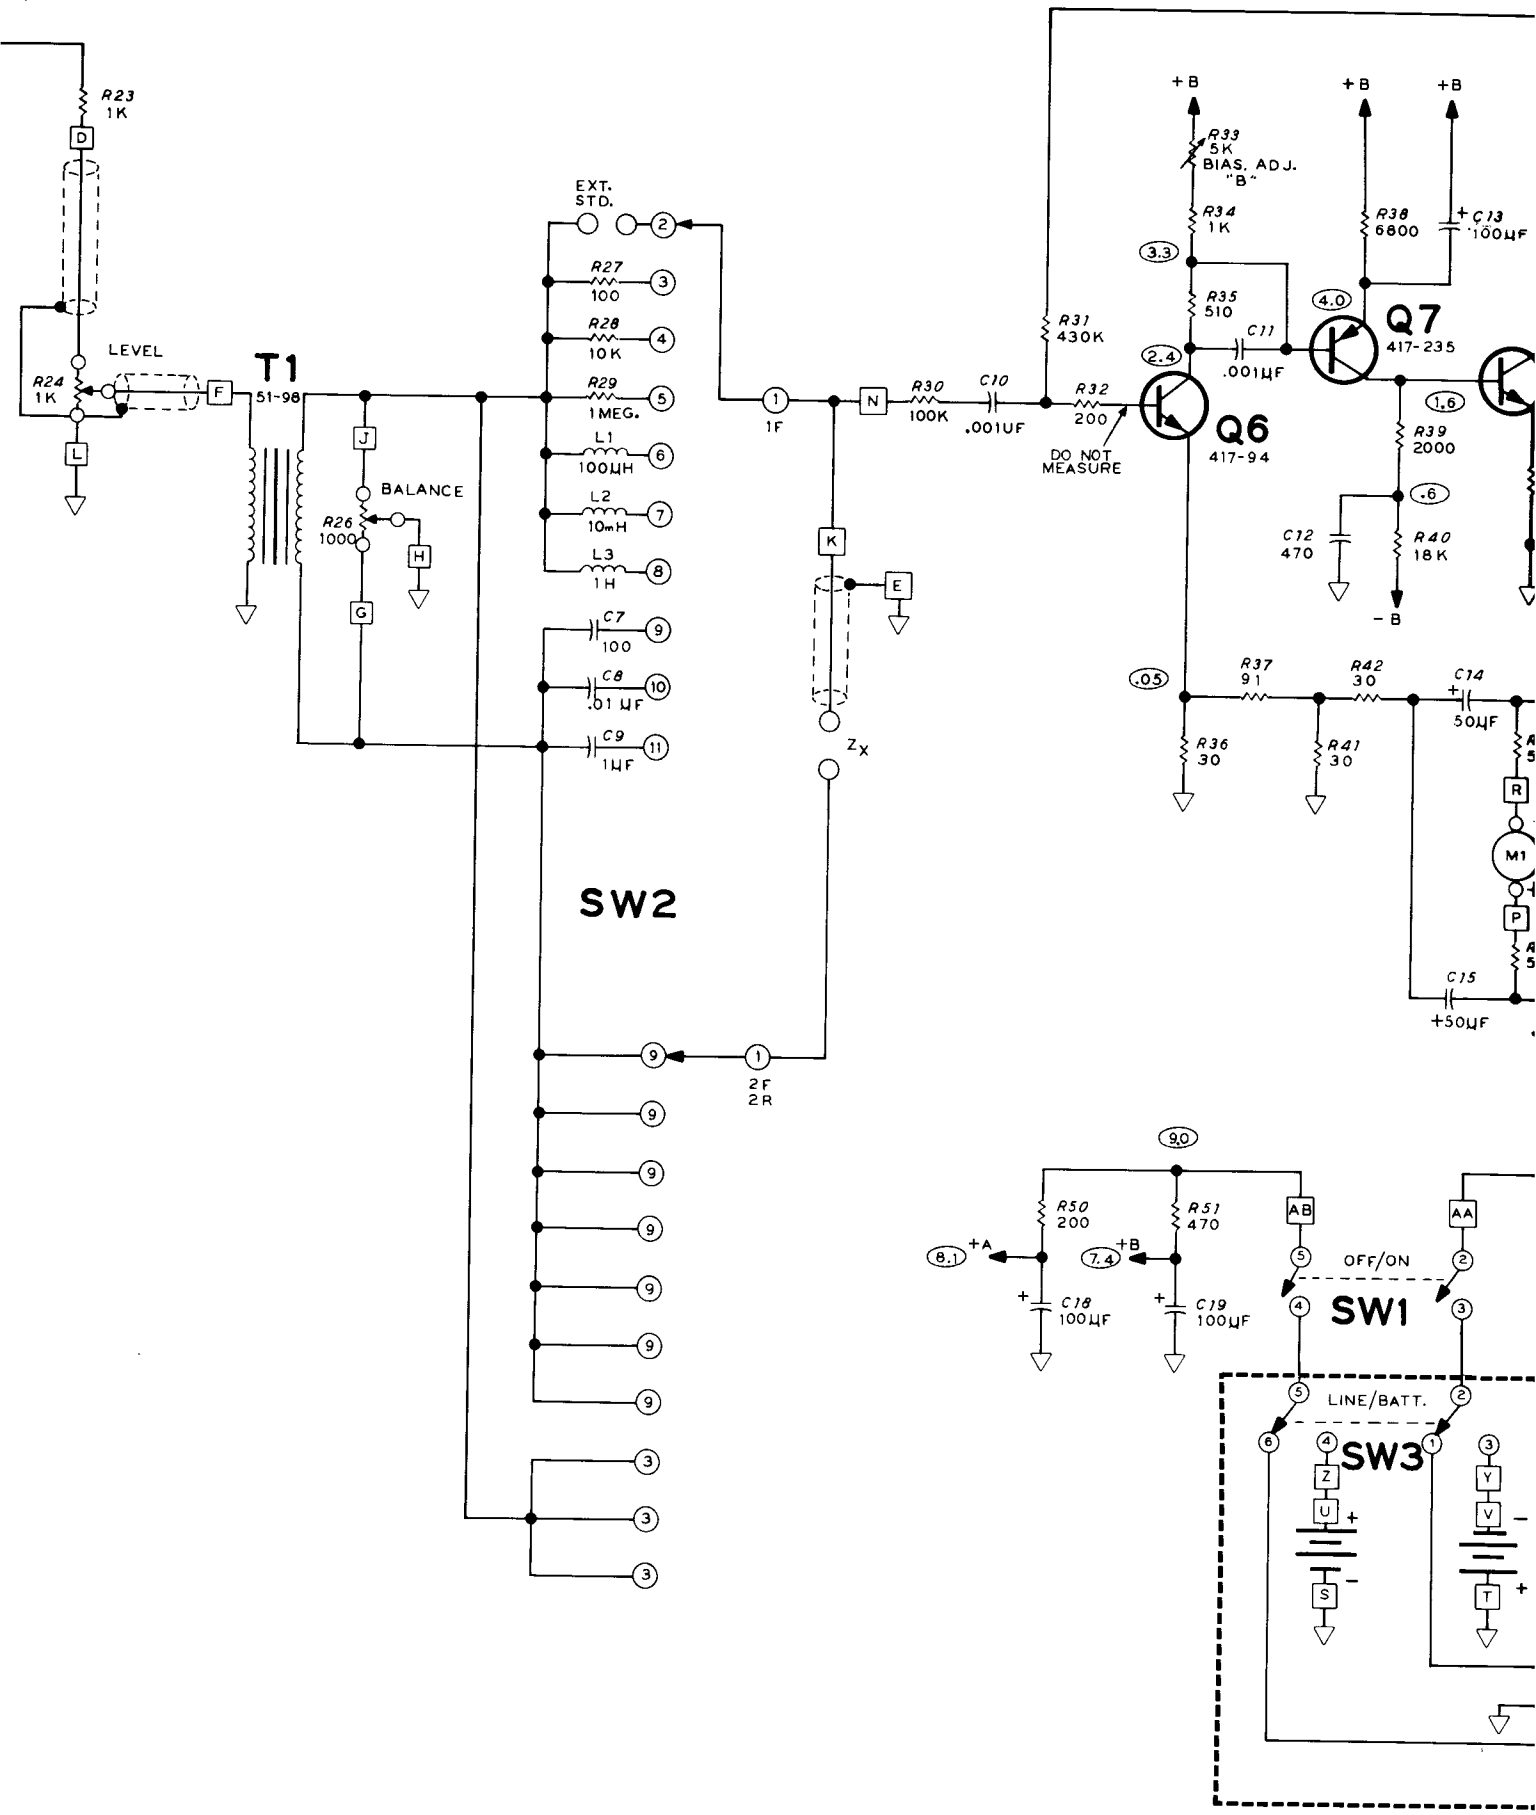 R23
1K
D
LEVEL
R24
1K
F
L
T1
51-98
J
BALANCE
R26
1000
H
G
EXT.
STD.
2
R27
100
3
R28
10K
4
R29
1MEG.
5
L1
100µH
6
L2
10mH
7
L3
1H
8
C7
100
9
C8
.01 µF
10
C9
1µF
11
SW2
9
1
2F
2R
9
9
9
9
9
9
3
3
3
1
1F
N
K
E
ZX
R30
100K
C10
.001UF
R31
430K
R32
200
DO NOT
MEASURE
+B
R33
5K
BIAS. ADJ.
"B"
R34
1K
3.3
R35
510
2.4
C11
.001µF
Q6
417-94
+B
R38
6800
+B
+
C13
100µF
4.0
Q7
417-235
1.6
R39
2000
.6
C12
470
R40
18K
-B
.05
R37
91
R42
30
C14
+
50µF
R36
30
R41
30
R
5
R
M1
+
P
R
5
C15
+50µF
9.0
R50
200
R51
470
AB
AA
8.1
+A
7.4
+B
5
OFF/ON
2
+
C18
100µF
+
C19
100µF
4
SW1
3
5
LINE/BATT.
2
6
4
SW3
1
3
Z
Y
U
+
V
-
S
-
T
+